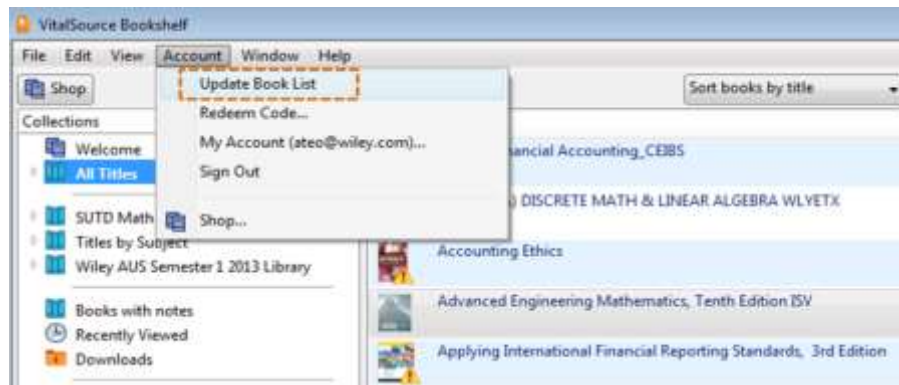 VitalSource Bookshelf
File Edit View Account Window Help
Shop
Sort books by title
Update Book List
Redeem Code...
My Account (ateo@wiley.com)...
Sign Out
Shop...
Collections
Welcome
All Titles
SUTD Math
Titles by Subject
Wiley AUS Semester 1 2013 Library
Books with notes
Recently Viewed
Downloads
ancial Accounting_CEIBS
) DISCRETE MATH & LINEAR ALGEBRA WLYETX
Accounting Ethics
Advanced Engineering Mathematics, Tenth Edition ISV
Applying International Financial Reporting Standards, 3rd Edition